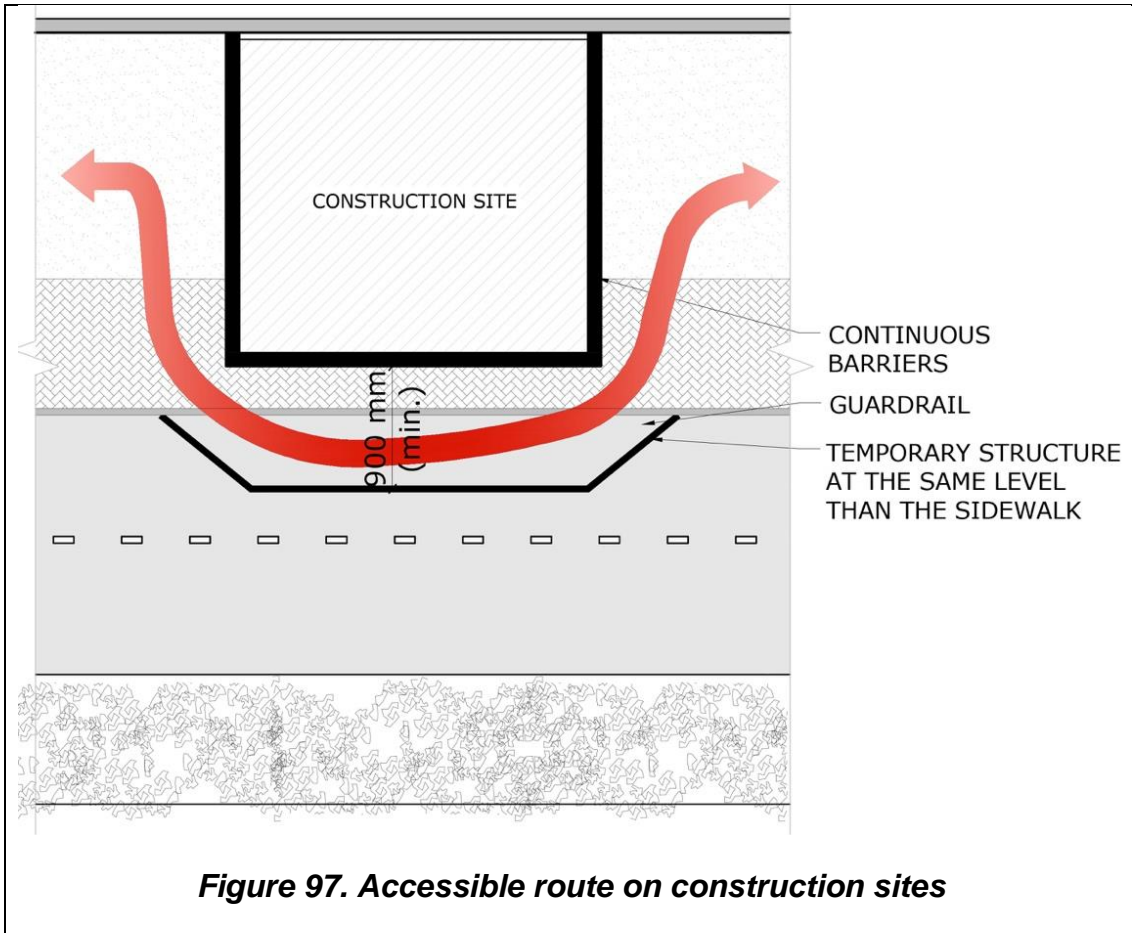 CONSTRUCTION SITE
CONTINUOUS
BARRIERS
GUARDRAIL
TEMPORARY STRUCTURE
AT THE SAME LEVEL
THAN THE SIDEWALK
900 mm
(min.)
Figure 97. Accessible route on construction sites